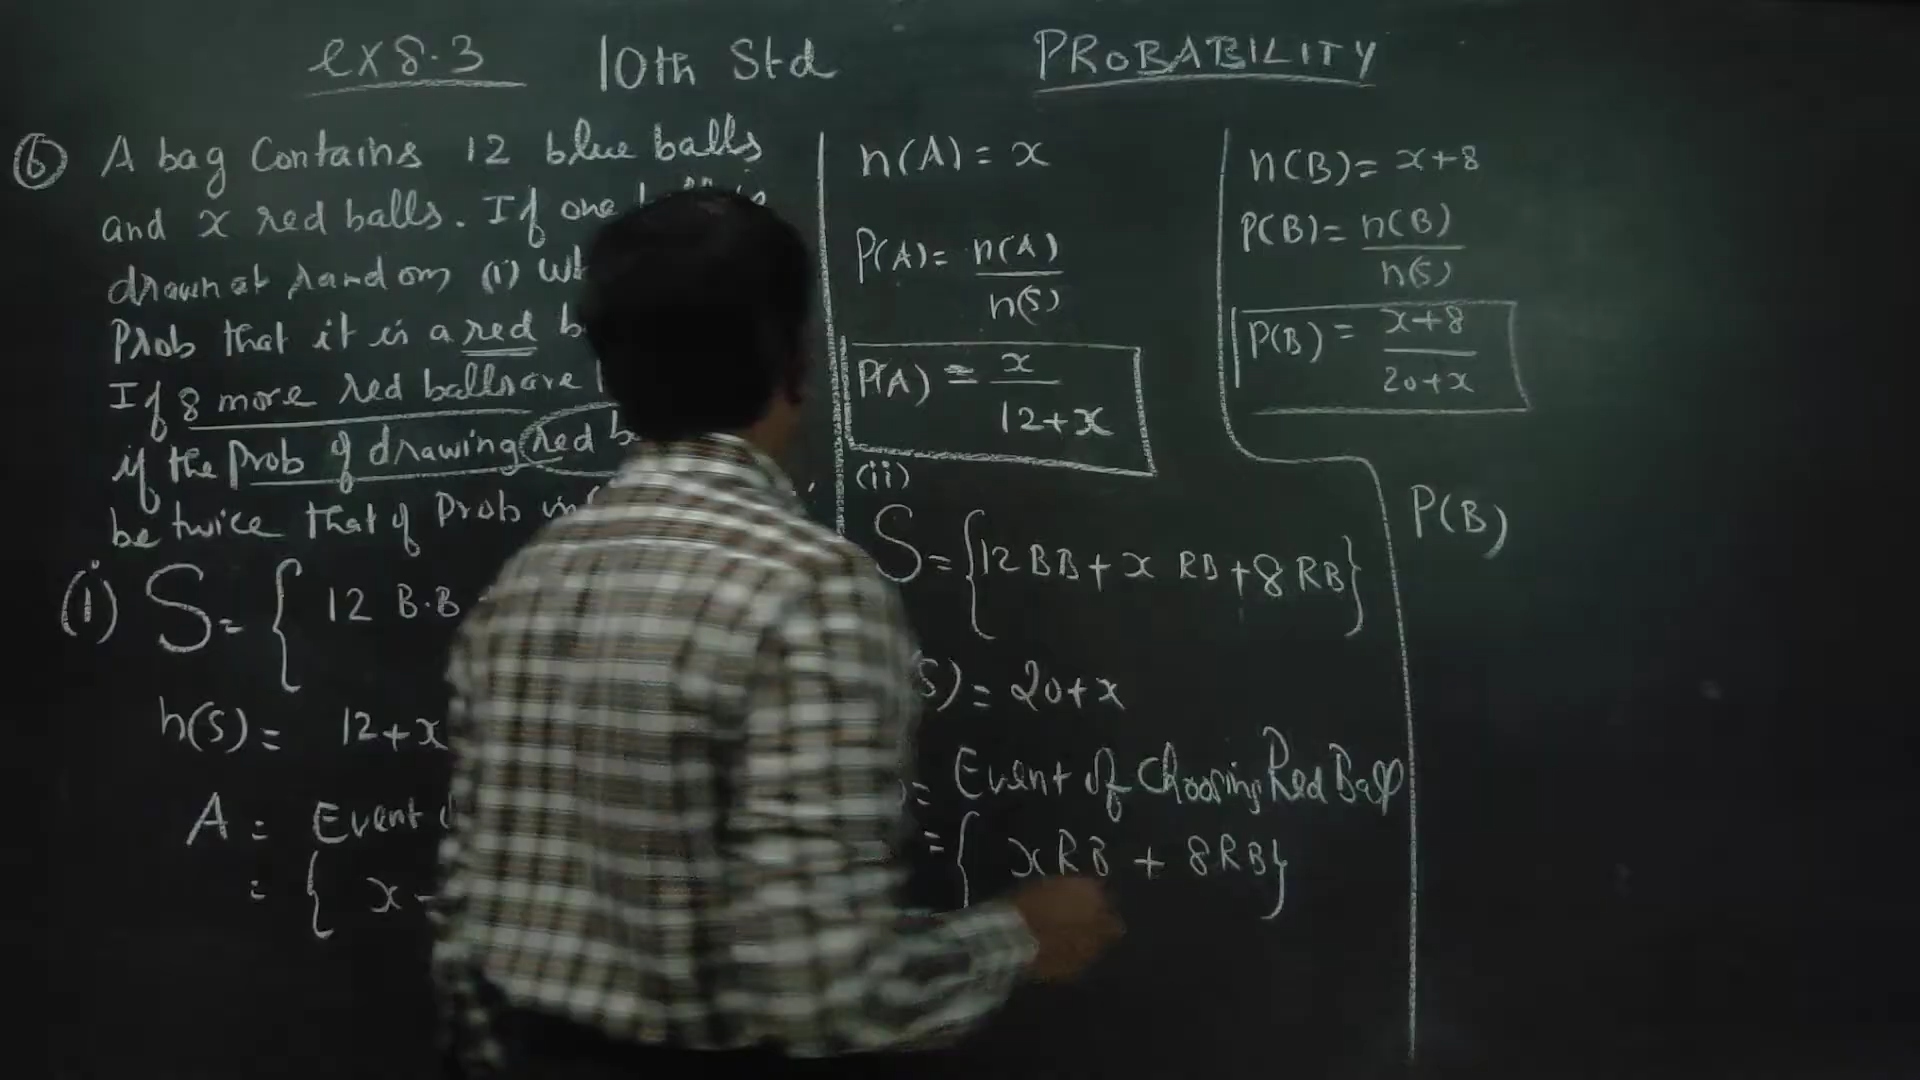 ex 8.3 10th Std PROBABILITY
⑥ A bag Contains 12 blue balls
and x red balls. If one
drawn at random (i)
Prob that it is a red
If 8 more red balls are
if the Prob of drawing red
be twice that of Prob in
(i) S = { 12 B.B
n(S) = 12+x
A = Event
= { x
n(A) = x
P(A) = n(A)
n(S)
P(A) = x
12+x
(ii)
S = {12 BB + x RB + 8 RB}
S) = 20+x
= Event of Choosing Red Ball
= { x RB + 8 RB}
n(B) = x+8
P(B) = n(B)
n(S)
P(B) = x+8
20+x
P(B)